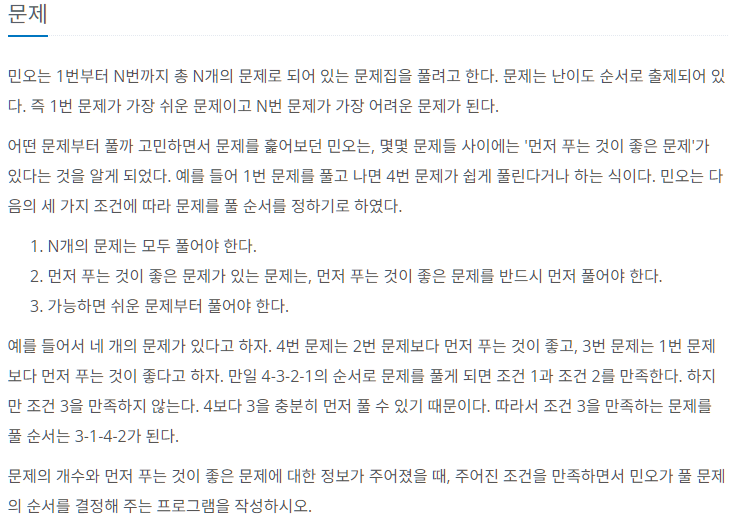 문제
민오는 1번부터 N번까지 총 N개의 문제로 되어 있는 문제집을 풀려고 한다. 문제는 난이도 순서로 출제되어 있
다. 즉 1번 문제가 가장 쉬운 문제이고 N번 문제가 가장 어려운 문제가 된다.
어떤 문제부터 풀까 고민하면서 문제를 훑어보던 민오는, 몇몇 문제들 사이에는 '먼저 푸는 것이 좋은 문제'가
있다는 것을 알게 되었다. 예를 들어 1번 문제를 풀고 나면 4번 문제가 쉽게 풀린다거나 하는 식이다. 민오는 다
음의 세 가지 조건에 따라 문제를 풀 순서를 정하기로 하였다.
1. N개의 문제는 모두 풀어야 한다.
2. 먼저 푸는 것이 좋은 문제가 있는 문제는, 먼저 푸는 것이 좋은 문제를 반드시 먼저 풀어야 한다.
3. 가능하면 쉬운 문제부터 풀어야 한다.
예를 들어서 네 개의 문제가 있다고 하자. 4번 문제는 2번 문제보다 먼저 푸는 것이 좋고, 3번 문제는 1번 문제
보다 먼저 푸는 것이 좋다고 하자. 만일 4-3-2-1의 순서로 문제를 풀게 되면 조건 1과 조건 2를 만족한다. 하지
만 조건 3을 만족하지 않는다. 4보다 3을 충분히 먼저 풀 수 있기 때문이다. 따라서 조건 3을 만족하는 문제를
풀 순서는 3-1-4-2가 된다.
문제의 개수와 먼저 푸는 것이 좋은 문제에 대한 정보가 주어졌을 때, 주어진 조건을 만족하면서 민오가 풀 문제
의 순서를 결정해 주는 프로그램을 작성하시오.